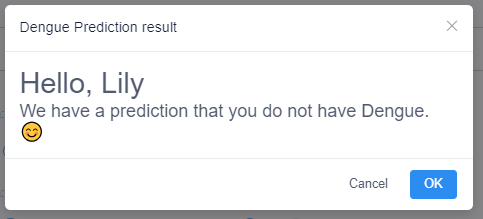 Dengue Prediction result
Hello, Lily
We have a prediction that you do not have Dengue.
😊
Cancel
OK